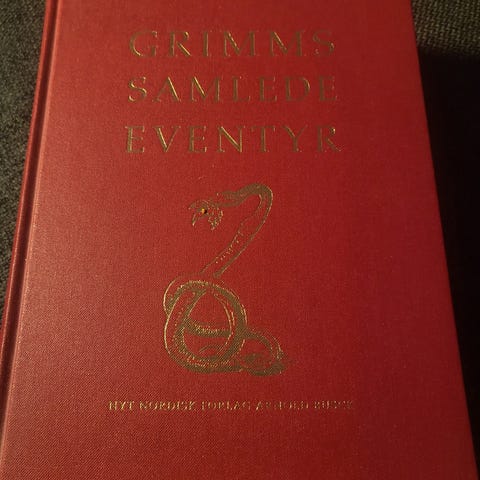 GRIMMS
SAMLEDE
EVENTYR
NYT NORDISK FORLAG ARNOLD BUSCK